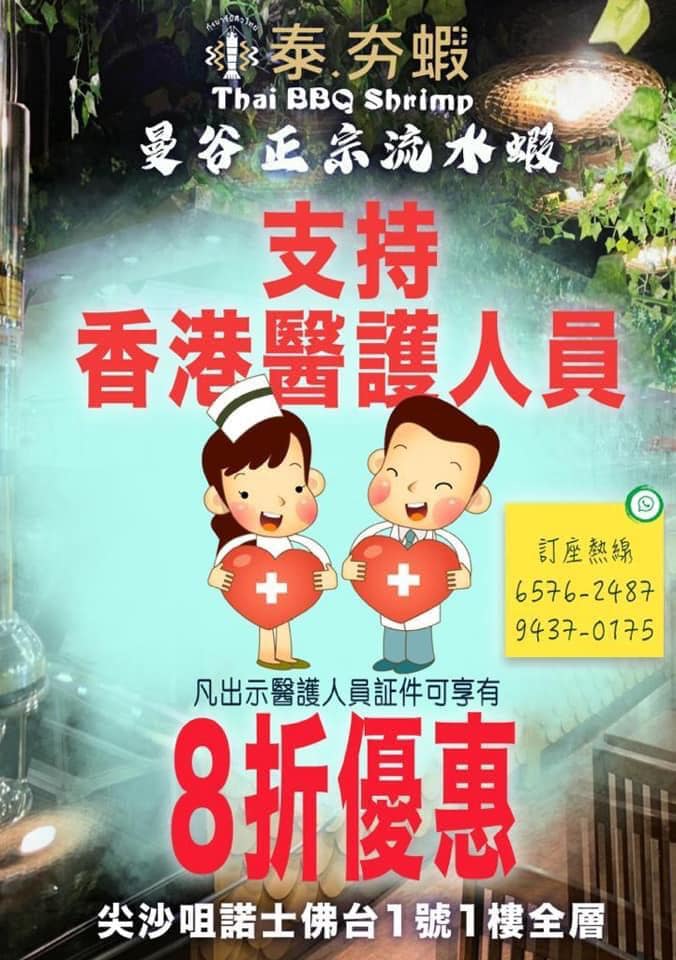 泰.夯蝦
Thai BBQ Shrimp
曼谷正宗流水蝦
支持
香港醫護人員
訂座熱線
6576-2487
9437-0175
凡出示醫護人員証件可享有
8折優惠
尖沙咀諾士佛台1號1樓全層